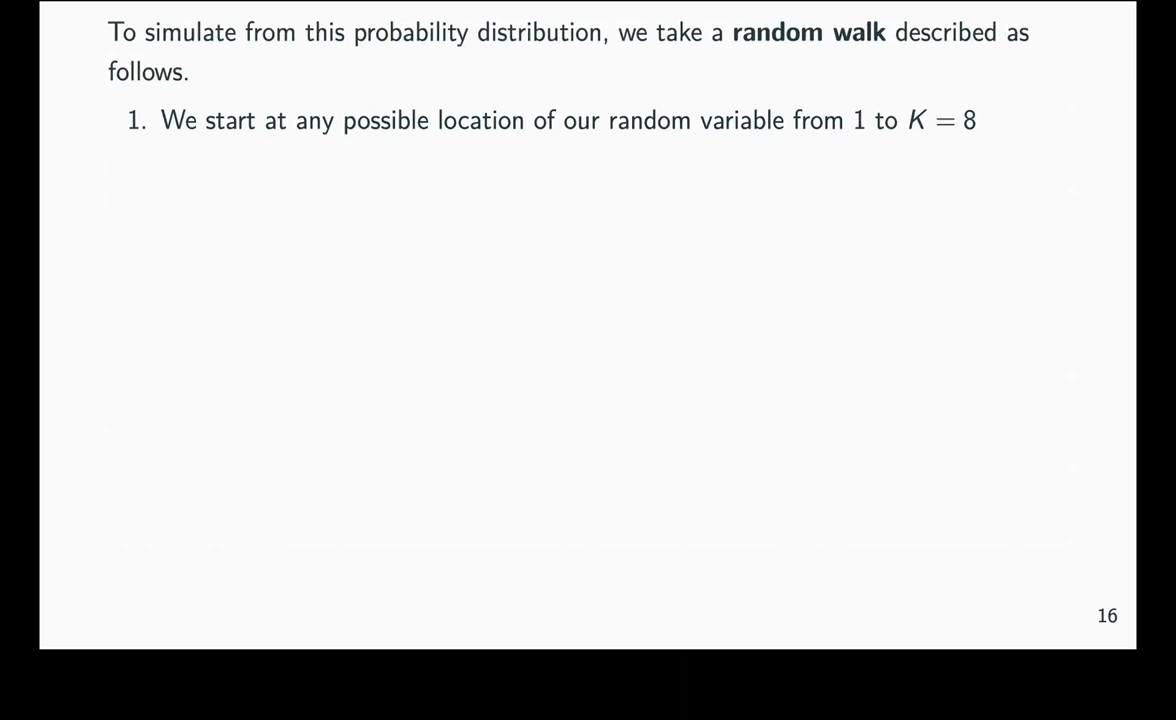 To simulate from this probability distribution, we take a random walk described as
follows.
1. We start at any possible location of our random variable from 1 to K = 8
16